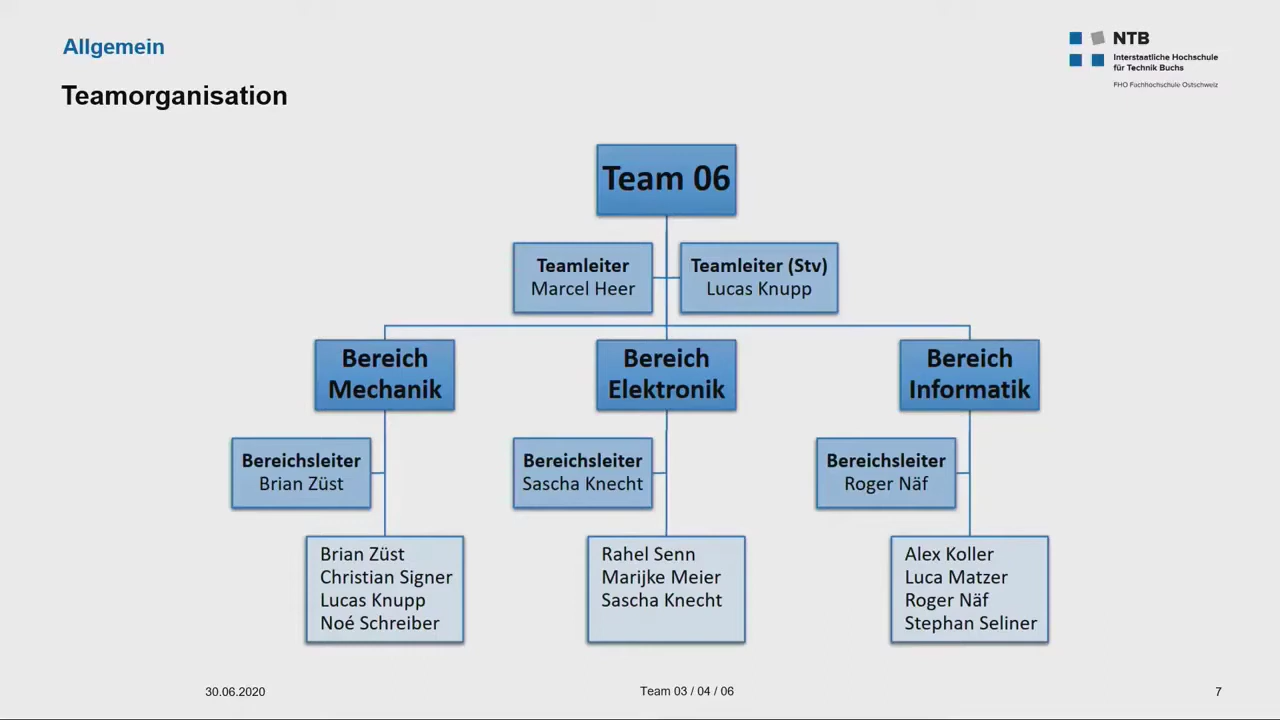 Allgemein
NTB
Interstaatliche Hochschule
für Technik Buchs
FHO Fachhochschule Ostschweiz
Teamorganisation
Team 06
Teamleiter
Marcel Heer
Teamleiter (Stv)
Lucas Knupp
Bereich
Mechanik
Bereich
Elektronik
Bereich
Informatik
Bereichsleiter
Brian Züst
Bereichsleiter
Sascha Knecht
Bereichsleiter
Roger Näf
Brian Züst
Christian Signer
Lucas Knupp
Noé Schreiber
Rahel Senn
Marijke Meier
Sascha Knecht
Alex Koller
Luca Matzer
Roger Näf
Stephan Seliner
30.06.2020
Team 03 / 04 / 06
7